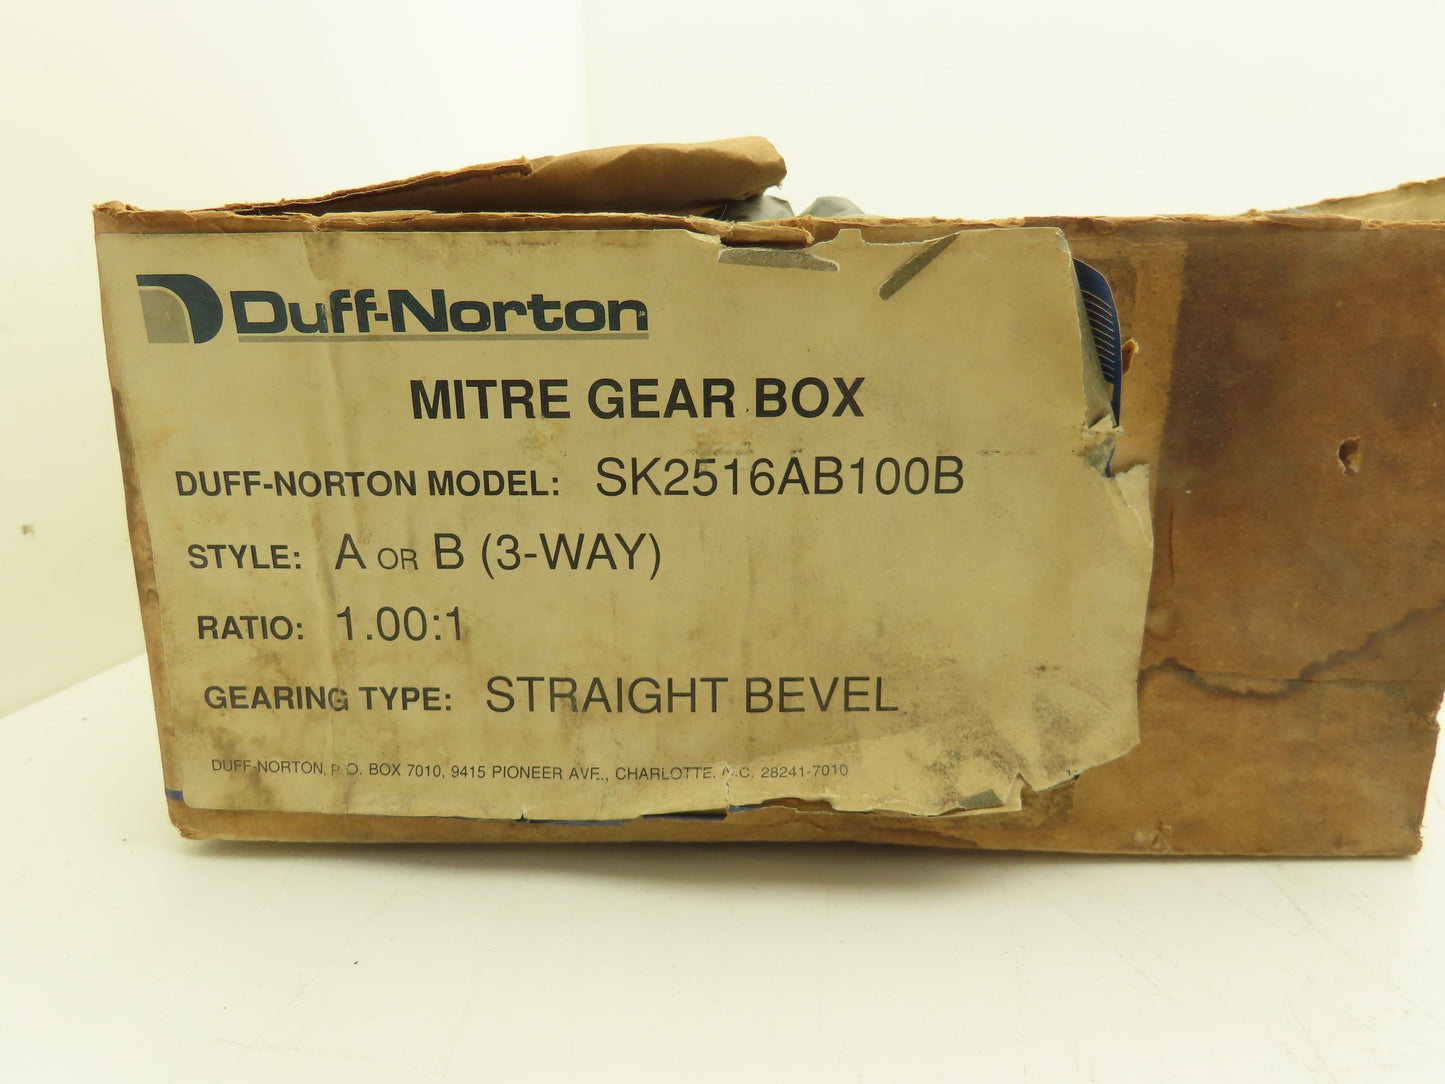 Duff-Norton
MITRE GEAR BOX
DUFF-NORTON MODEL: SK2516AB100B
STYLE: A OR B (3-WAY)
RATIO: 1.00:1
GEARING TYPE: STRAIGHT BEVEL
DUFF-NORTON, P.O. BOX 7010, 9415 PIONEER AVE., CHARLOTTE, N.C. 28241-7010